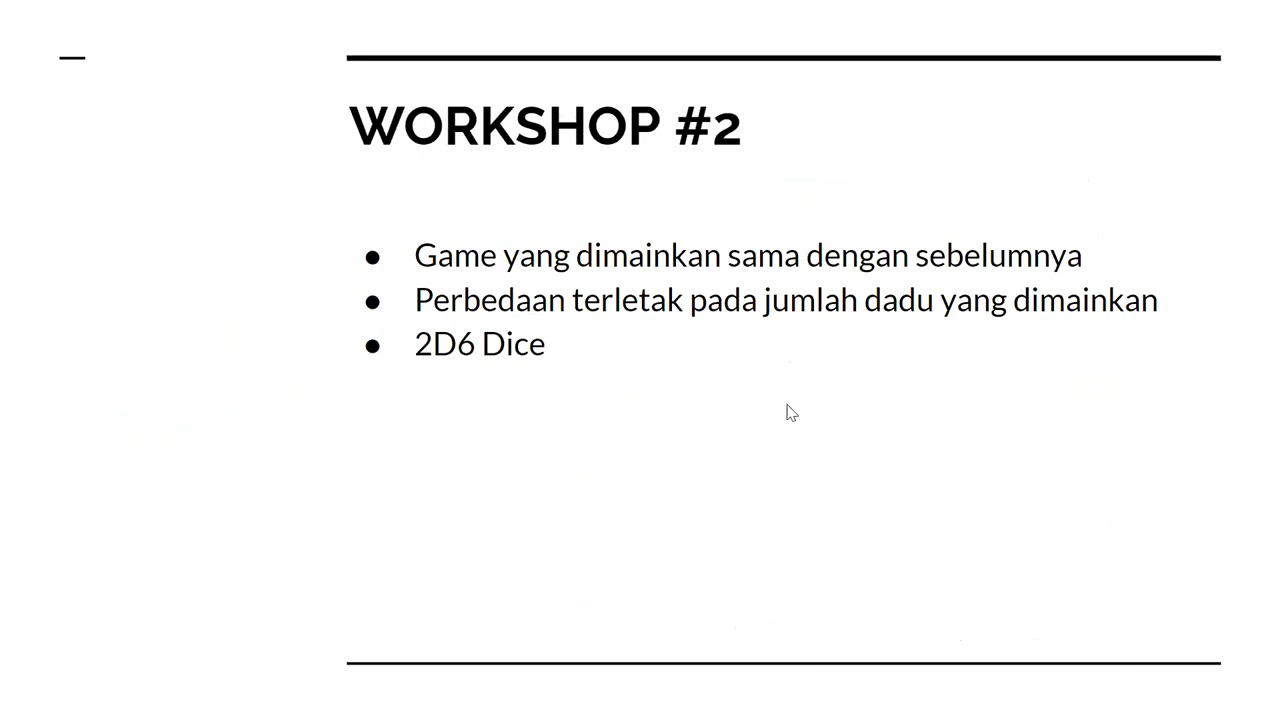 WORKSHOP #2
● Game yang dimainkan sama dengan sebelumnya
● Perbedaan terletak pada jumlah dadu yang dimainkan
● 2D6 Dice